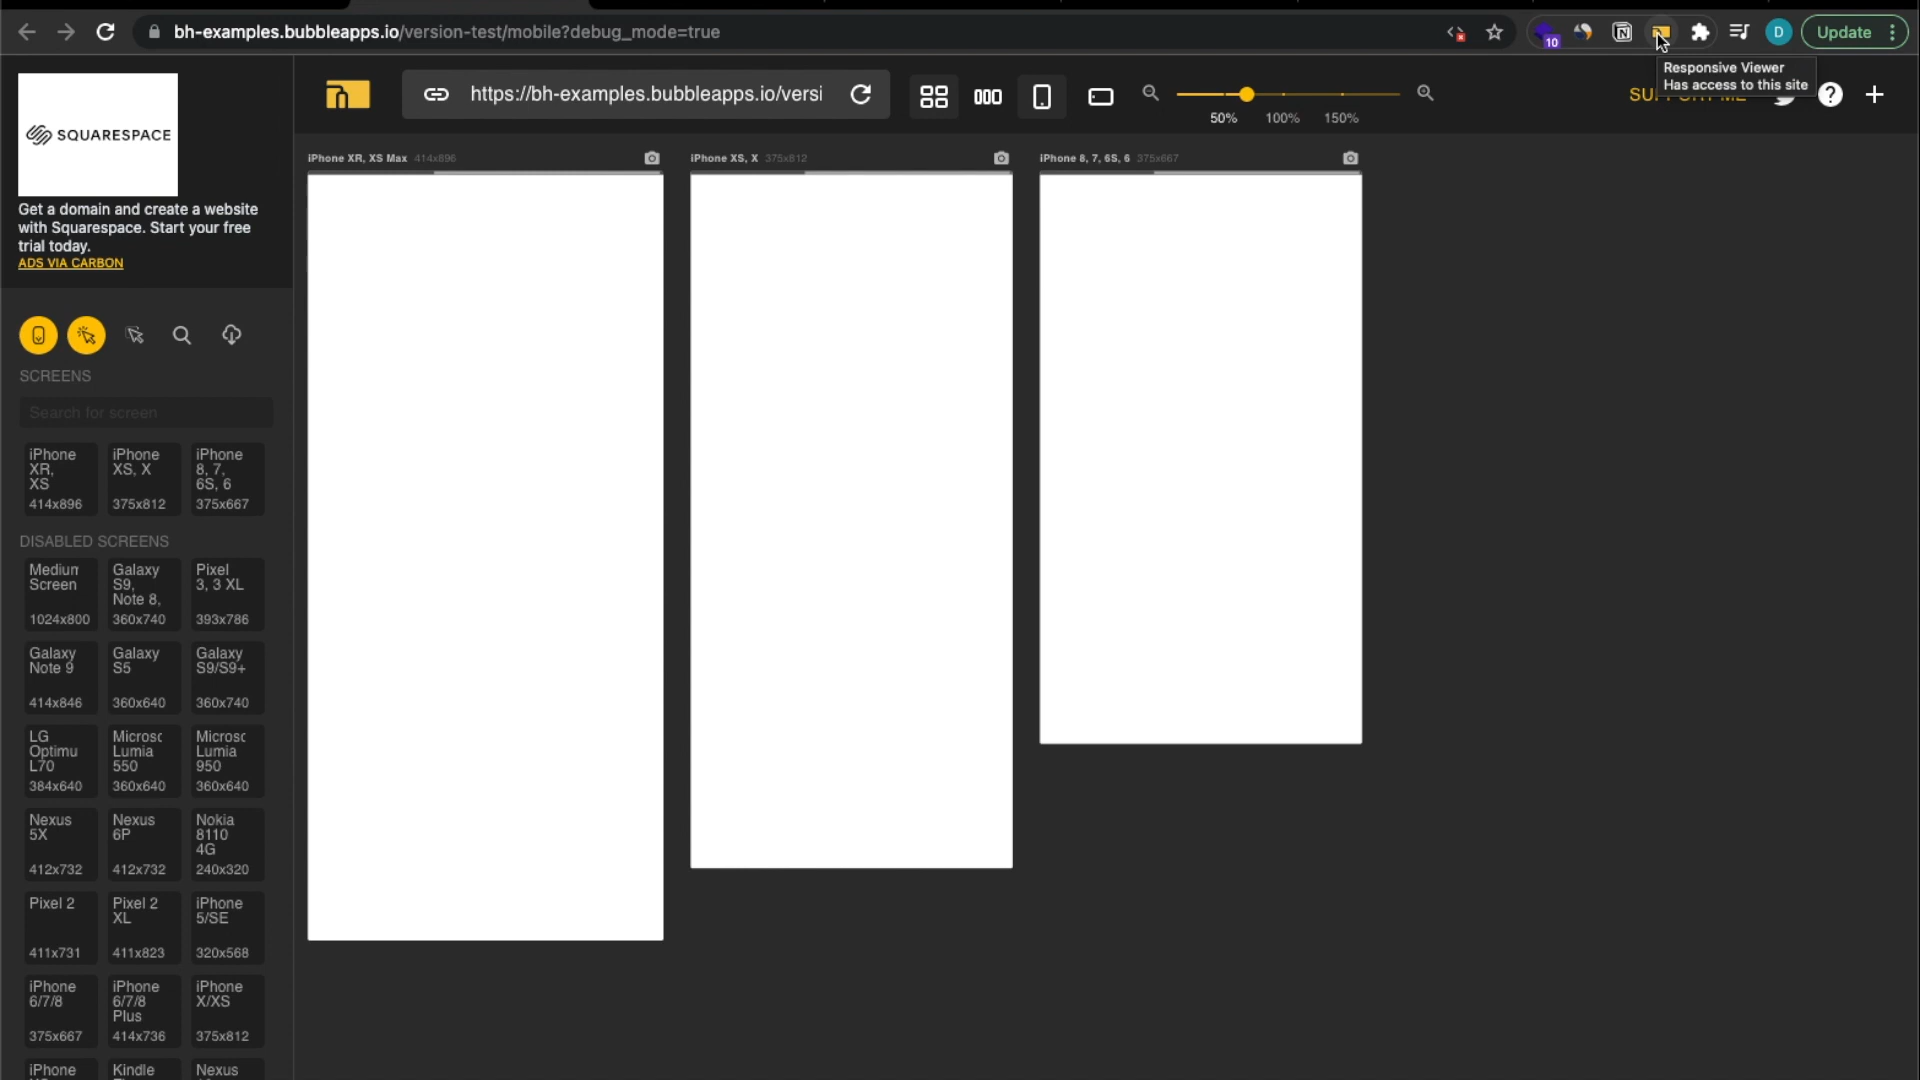 bh-examples.bubbleapps.io/version-test/mobile?debug_mode=true
10
D
Update
Responsive Viewer
Has access to this site
SQUARESPACE
https://bh-examples.bubbleapps.io/versi
50%
100%
150%
Get a domain and create a website
with Squarespace. Start your free
trial today.
ADS VIA CARBON
iPhone XR, XS Max 414x896
iPhone XS, X 375x812
iPhone 8, 7, 6S, 6 375x667
SCREENS
Search for screen
iPhone
XR,
XS
414x896
iPhone
XS, X
375x812
iPhone
8, 7,
6S, 6
375x667
DISABLED SCREENS
Medium
Screen
1024x800
Galaxy
S9,
Note 8,
360x740
Pixel
3, 3 XL
393x786
Galaxy
Note 9
414x846
Galaxy
S5
360x640
Galaxy
S9/S9+
360x740
LG
Optimu
L70
384x640
Microsc
Lumia
550
360x640
Microsc
Lumia
950
360x640
Nexus
5X
412x732
Nexus
6P
412x732
Nokia
8110
4G
240x320
Pixel 2
411x731
Pixel 2
XL
411x823
iPhone
5/SE
320x568
iPhone
6/7/8
375x667
iPhone
6/7/8
Plus
414x736
iPhone
X/XS
375x812
iPhone
Kindle
Nexus